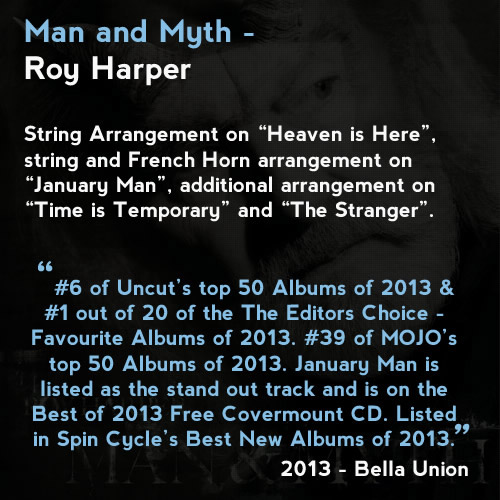 Man and Myth -
Roy Harper
String Arrangement on “Heaven is Here”,
string and French Horn arrangement on
“January Man”, additional arrangement on
“Time is Temporary” and “The Stranger”.
“
#6 of Uncut's top 50 Albums of 2013 &
#1 out of 20 of the The Editors Choice -
Favourite Albums of 2013. #39 of MOJO's
top 50 Albums of 2013. January Man is
listed as the stand out track and is on the
Best of 2013 Free Covermount CD. Listed
in Spin Cycle's Best New Albums of 2013.”
MAN & MYTH
2013 - Bella Union